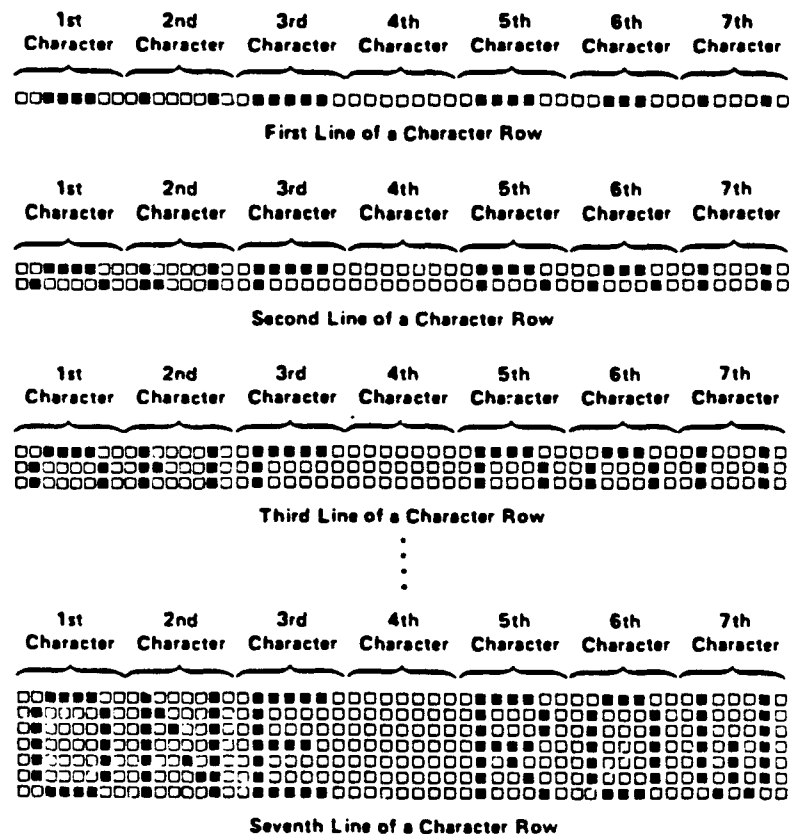 1st 2nd 3rd 4th 5th 6th 7th
Character Character Character Character Character Character Character
First Line of a Character Row
1st 2nd 3rd 4th 5th 6th 7th
Character Character Character Character Character Character Character
Second Line of a Character Row
1st 2nd 3rd 4th 5th 6th 7th
Character Character Character Character Character Character Character
Third Line of a Character Row
1st 2nd 3rd 4th 5th 6th 7th
Character Character Character Character Character Character Character
Seventh Line of a Character Row